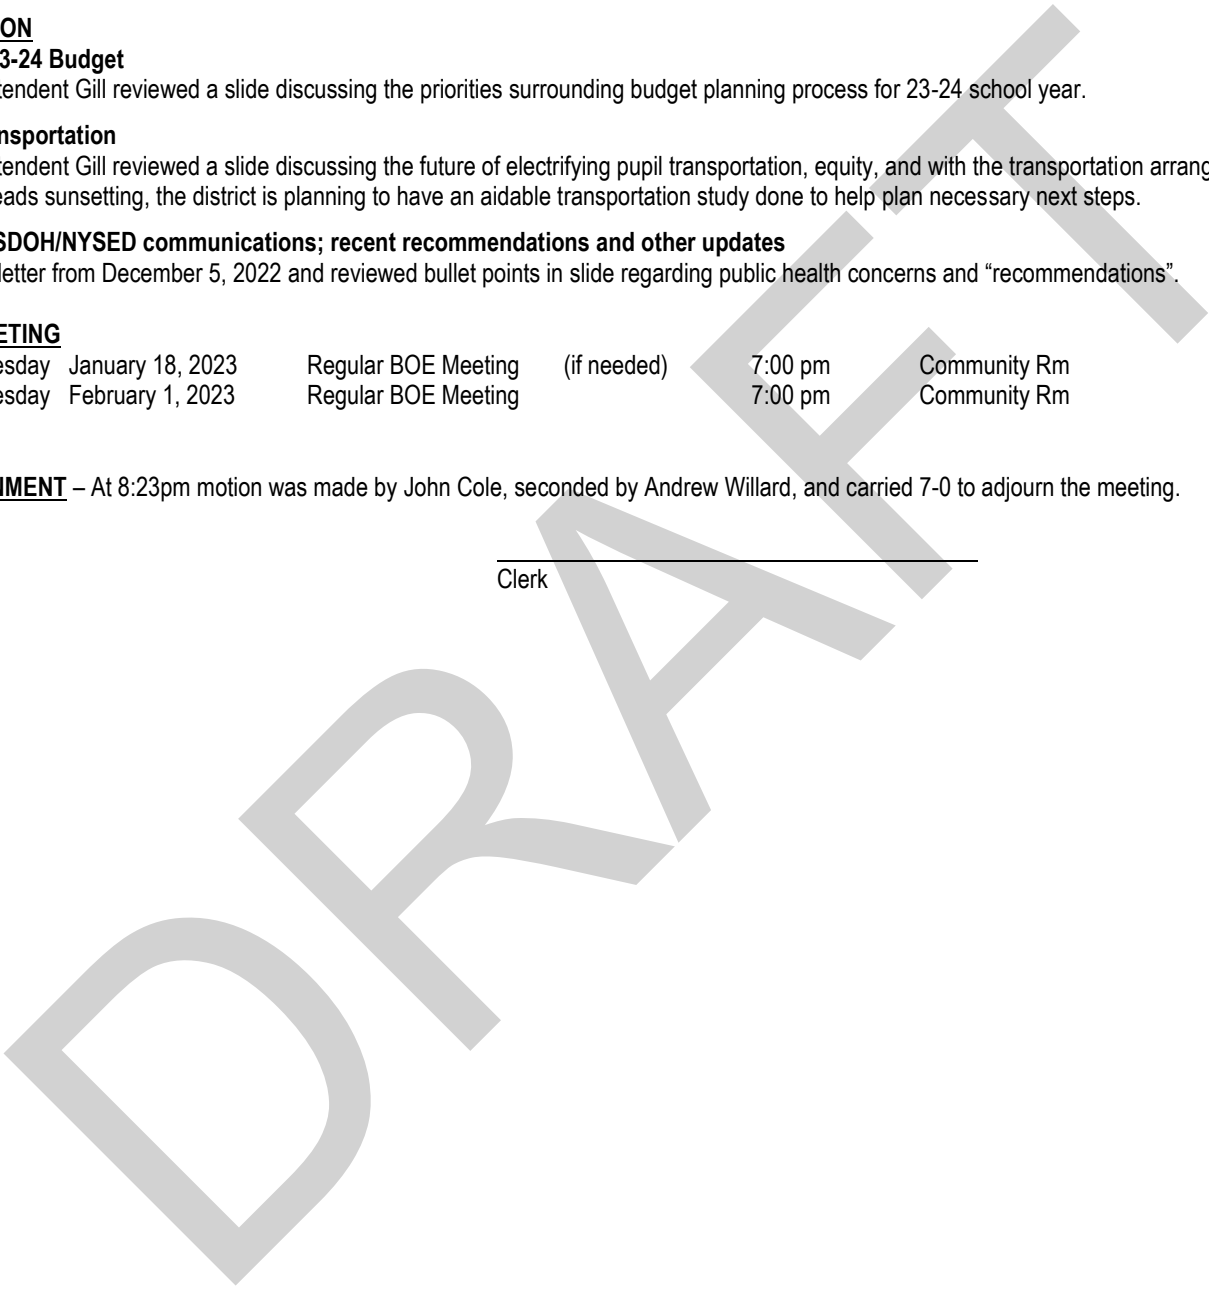 ON
3-24 Budget
tendent Gill reviewed a slide discussing the priorities surrounding budget planning process for 23-24 school year.
nsportation
tendent Gill reviewed a slide discussing the future of electrifying pupil transportation, equity, and with the transportation arrang
eads sunsetting, the district is planning to have an aidable transportation study done to help plan necessary next steps.
SDOH/NYSED communications; recent recommendations and other updates
letter from December 5, 2022 and reviewed bullet points in slide regarding public health concerns and “recommendations”.
ETING
esday January 18, 2023 Regular BOE Meeting (if needed) 7:00 pm Community Rm
esday February 1, 2023 Regular BOE Meeting 7:00 pm Community Rm
NMENT – At 8:23pm motion was made by John Cole, seconded by Andrew Willard, and carried 7-0 to adjourn the meeting.
Clerk
DRAFT